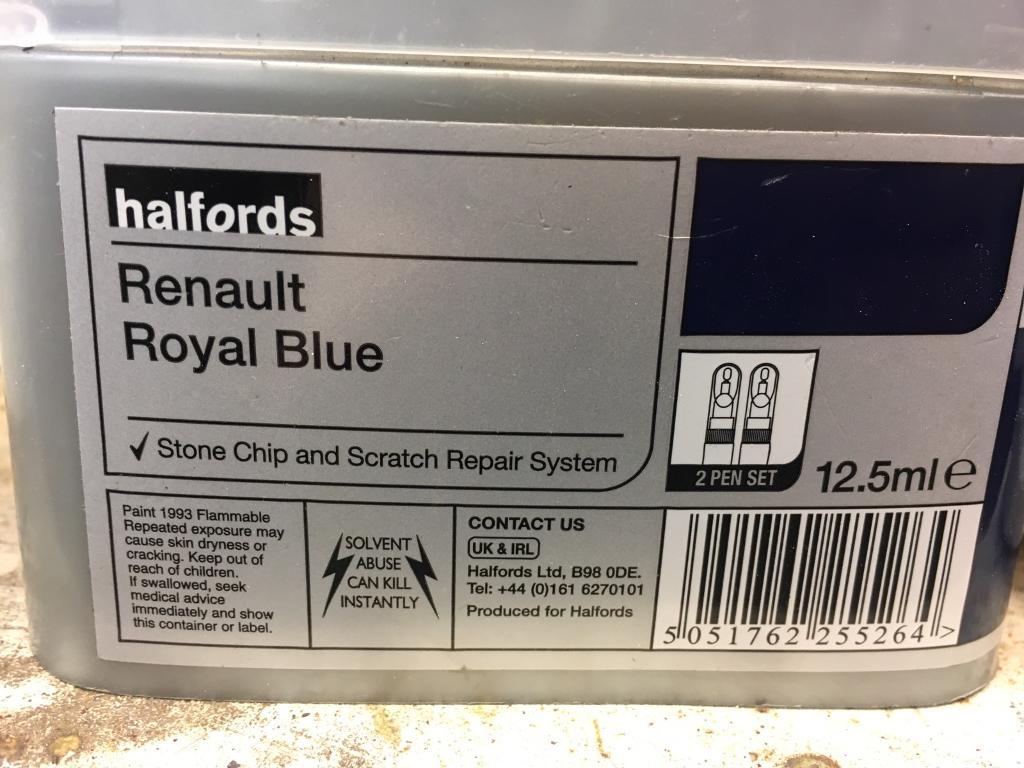 halfords
Renault
Royal Blue
✓ Stone Chip and Scratch Repair System
2 PEN SET
12.5ml ℮
Paint 1993 Flammable
Repeated exposure may
cause skin dryness or
cracking. Keep out of
reach of children.
If swallowed, seek
medical advice
immediately and show
this container or label.
SOLVENT
ABUSE
CAN KILL
INSTANTLY
CONTACT US
UK & IRL
Halfords Ltd, B98 0DE.
Tel: +44 (0)161 6270101
Produced for Halfords
5 051762 255264 >